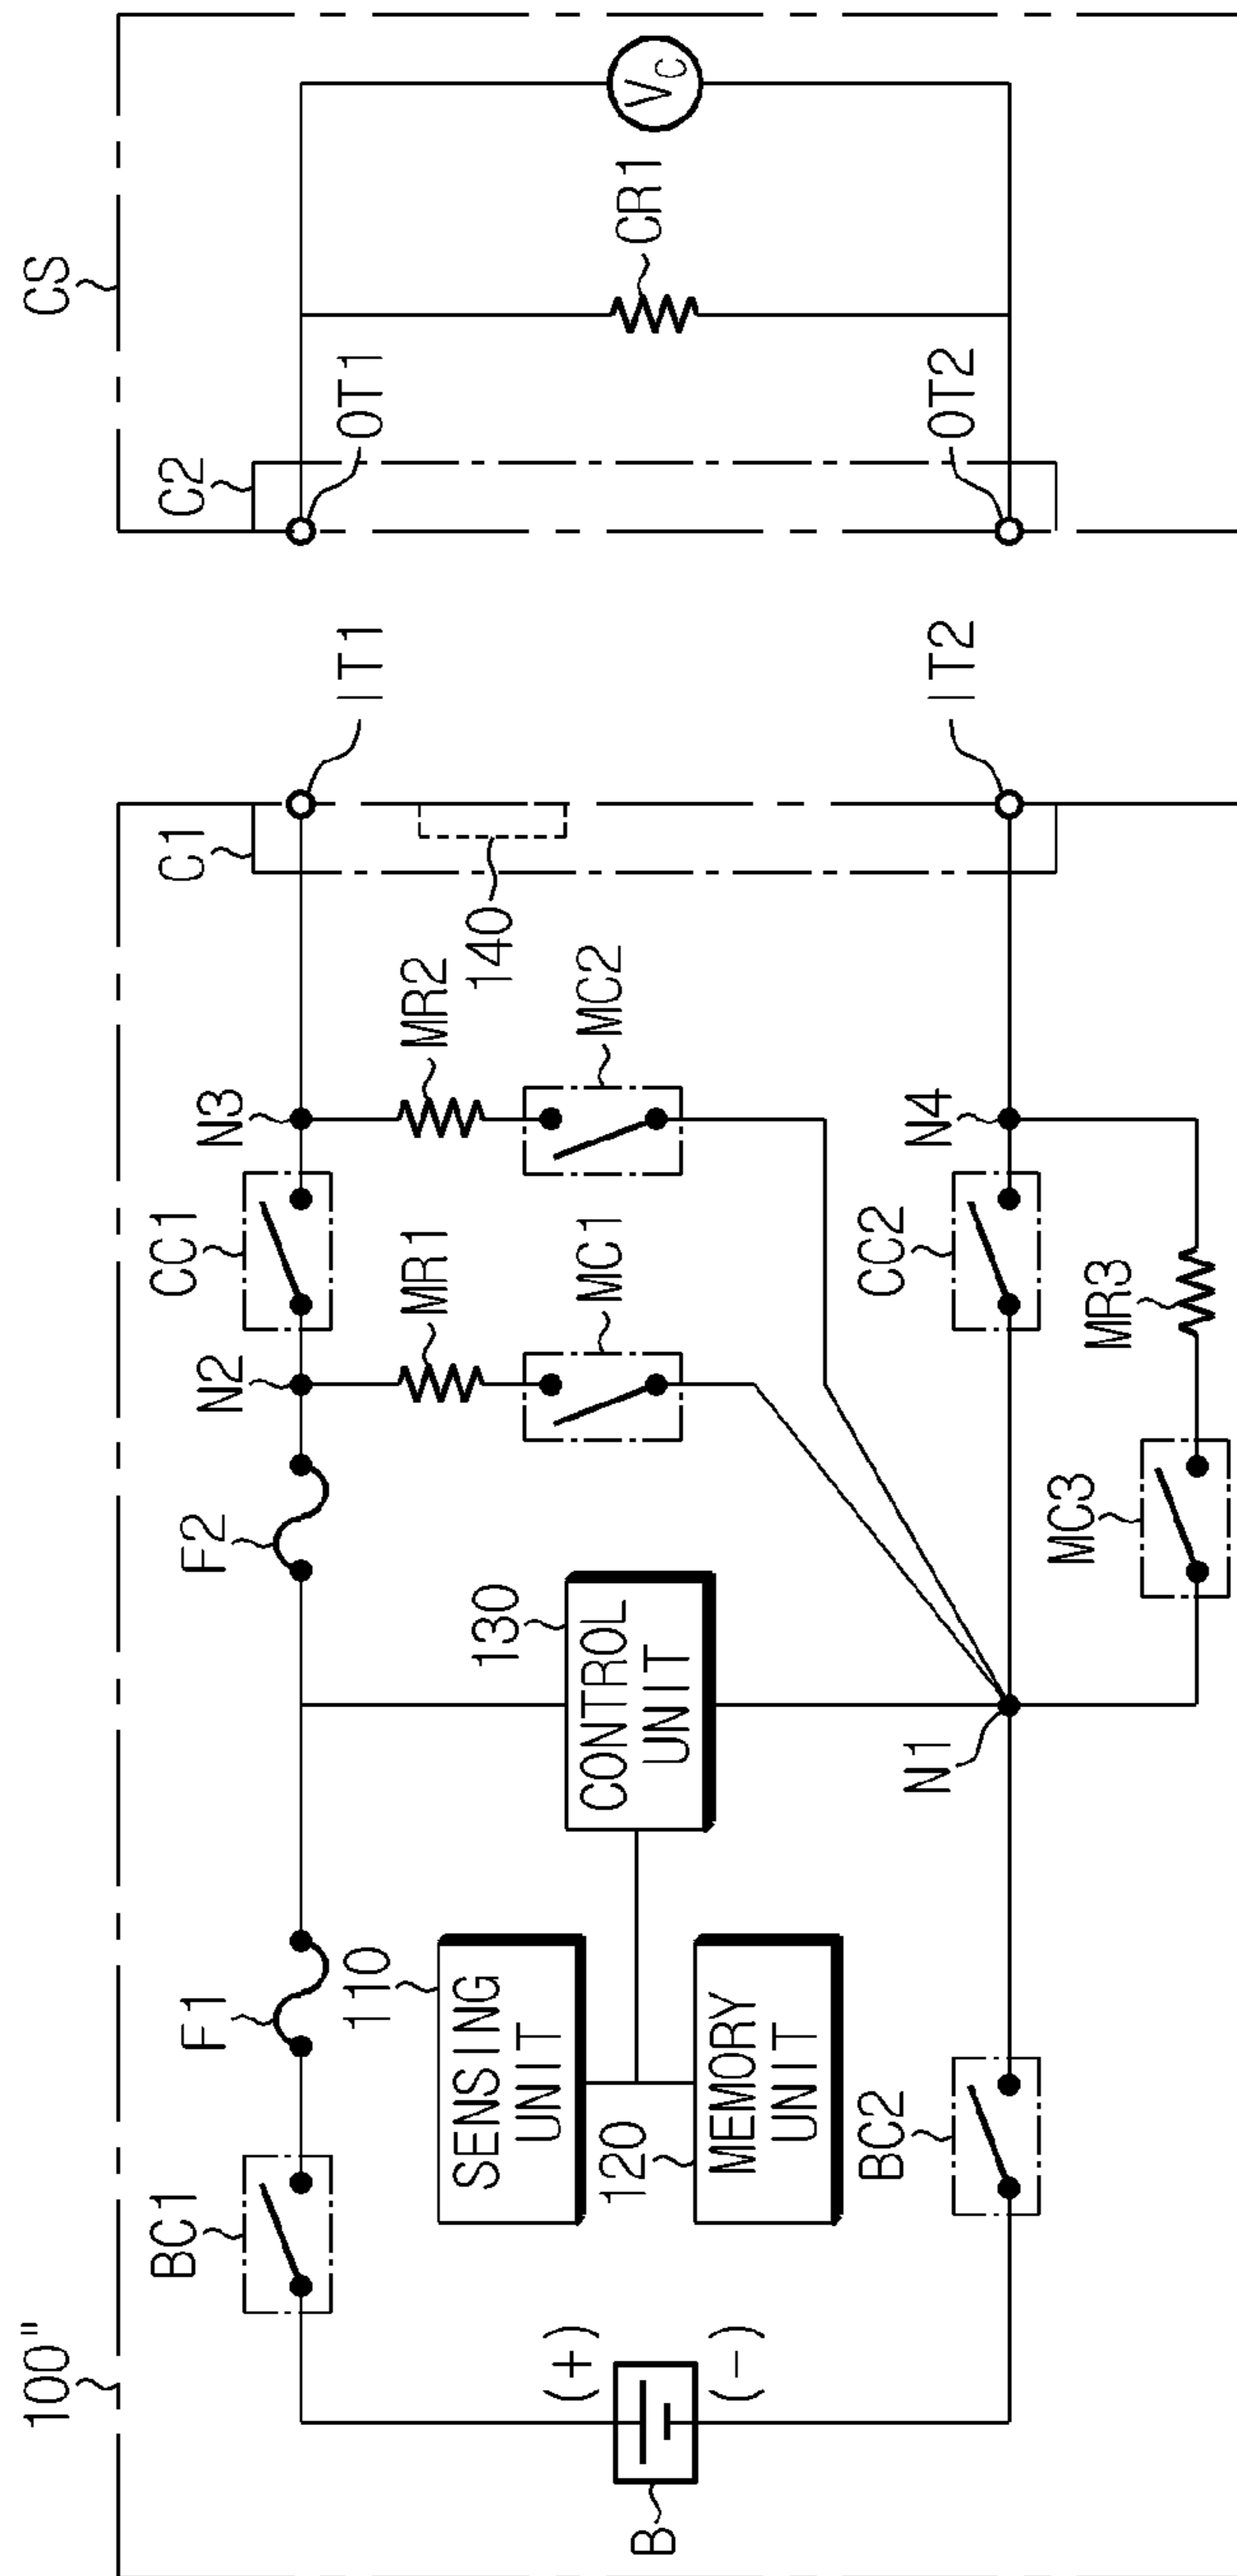 100"
CS
BC1
F1
F2
N2
CC1
N3
C1
IT1
C2
OT1
110
SENSING
UNIT
130
CONTROL
UNIT
MR1
MR2
140
MC1
MC2
CR1
VC
B
(+)
(-)
120
MEMORY
UNIT
BC2
N1
CC2
N4
IT2
OT2
MC3
MR3